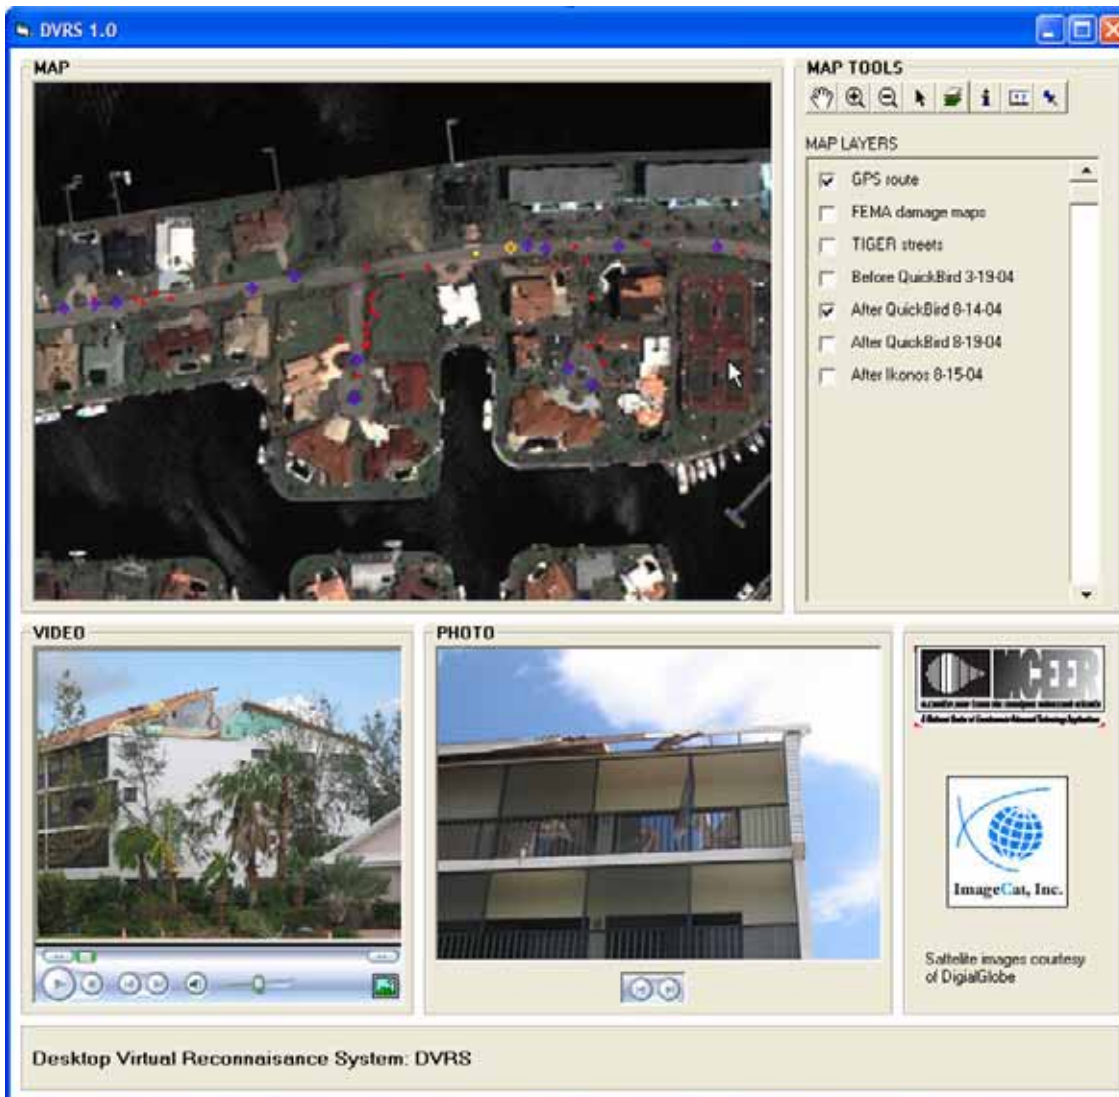 DVRS 1.0
MAP
MAP TOOLS
MAP LAYERS
GPS route
FEMA damage maps
TIGER streets
Before QuickBird 3-19-04
After QuickBird 8-14-04
After QuickBird 8-19-04
After Ikonos 8-15-04
VIDEO
PHOTO
MCEER
ImageCat, Inc.
Sattelite images courtesy
of DigialGlobe
Desktop Virtual Reconnaisance System: DVRS